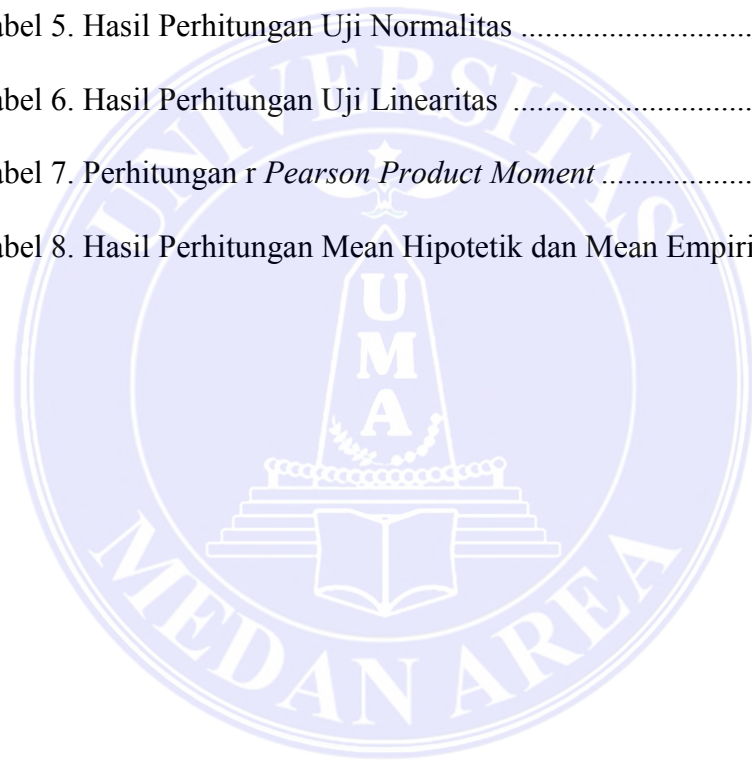 abel 5. Hasil Perhitungan Uji Normalitas ..................................
abel 6. Hasil Perhitungan Uji Linearitas ...................................
abel 7. Perhitungan r Pearson Product Moment ......................
abel 8. Hasil Perhitungan Mean Hipotetik dan Mean Empiri
UNIVERSITAS
U
M
A
MEDAN AREA